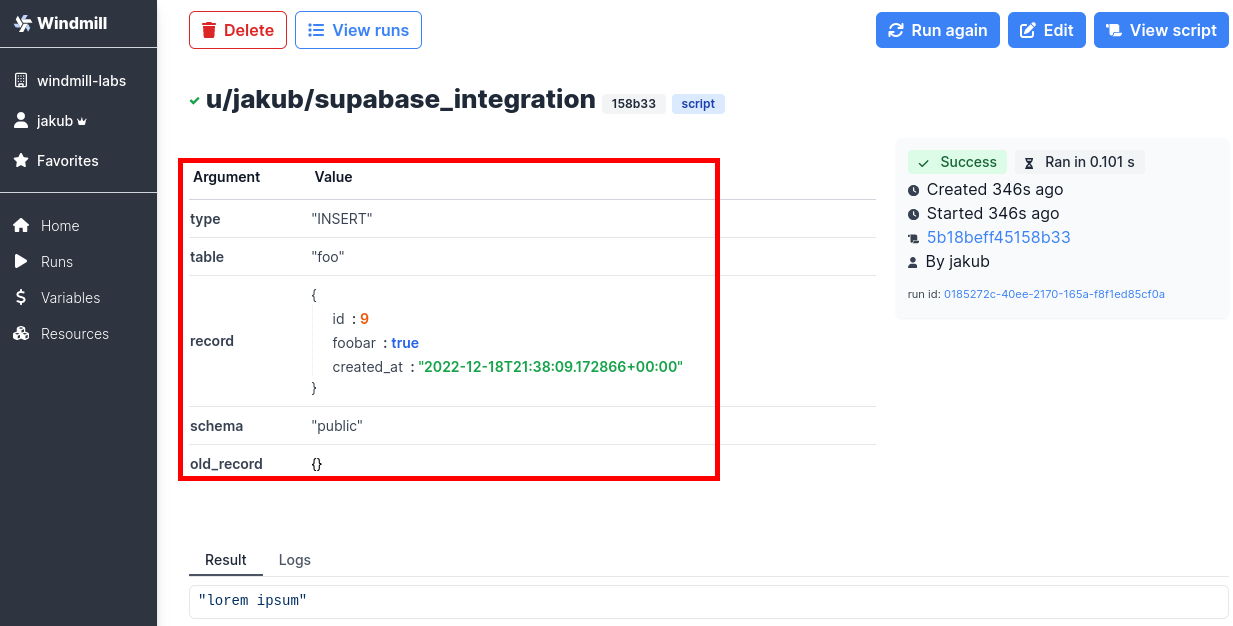 Windmill
windmill-labs
jakub
Favorites
Home
Runs
Variables
Resources
Delete
View runs
Run again
Edit
View script
u/jakub/supabase_integration 158b33 script
Argument Value
type "INSERT"
table "foo"
record {
id : 9
foobar : true
created_at : "2022-12-18T21:38:09.172866+00:00"
}
schema "public"
old_record {}
Success Ran in 0.101 s
Created 346s ago
Started 346s ago
5b18beff45158b33
By jakub
run id: 0185272c-40ee-2170-165a-f8f1ed85cf0a
Result Logs
"lorem ipsum"